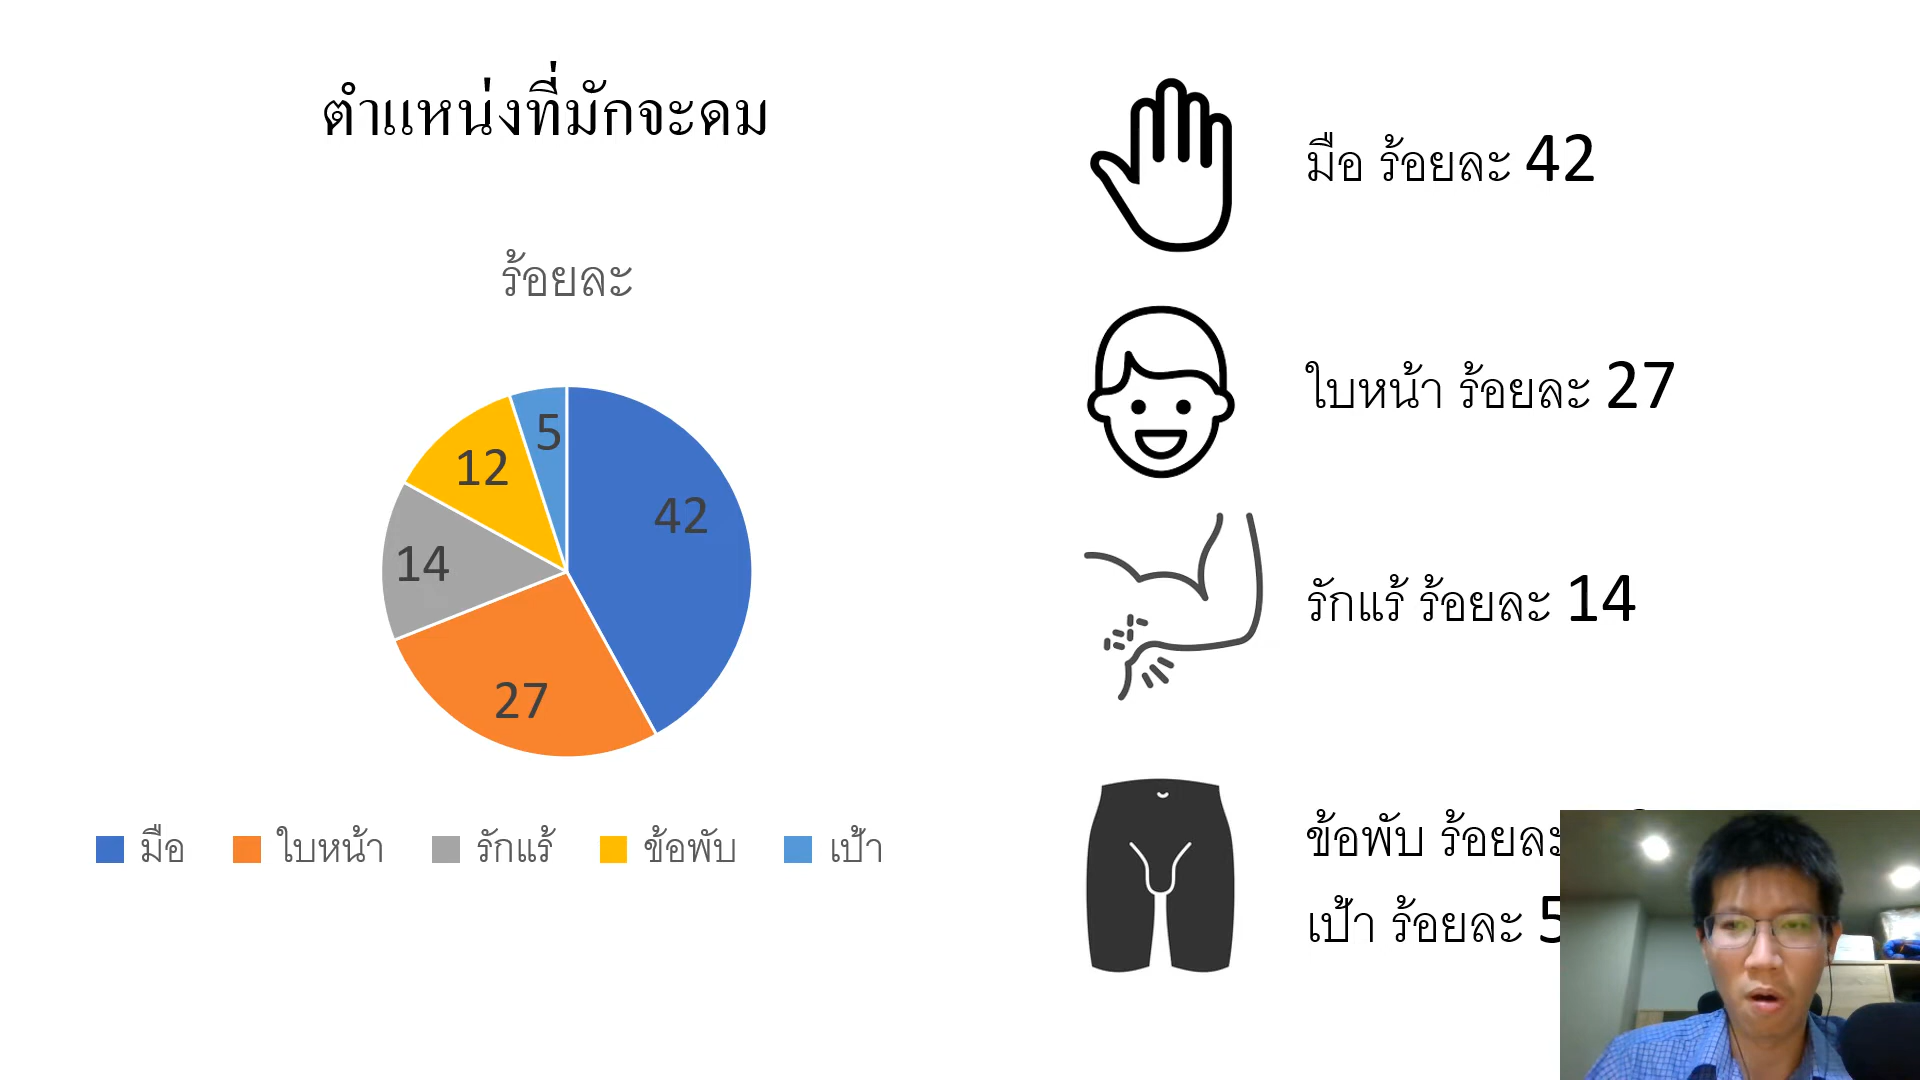 ตำแหน่งที่มักจะดม
ร้อยละ
5
12
42
14
27
มือ
ใบหน้า
รักแร้
ข้อพับ
เป้า
มือ ร้อยละ 42
ใบหน้า ร้อยละ 27
รักแร้ ร้อยละ 14
ข้อพับ ร้อยละ
เป้า ร้อยละ 5